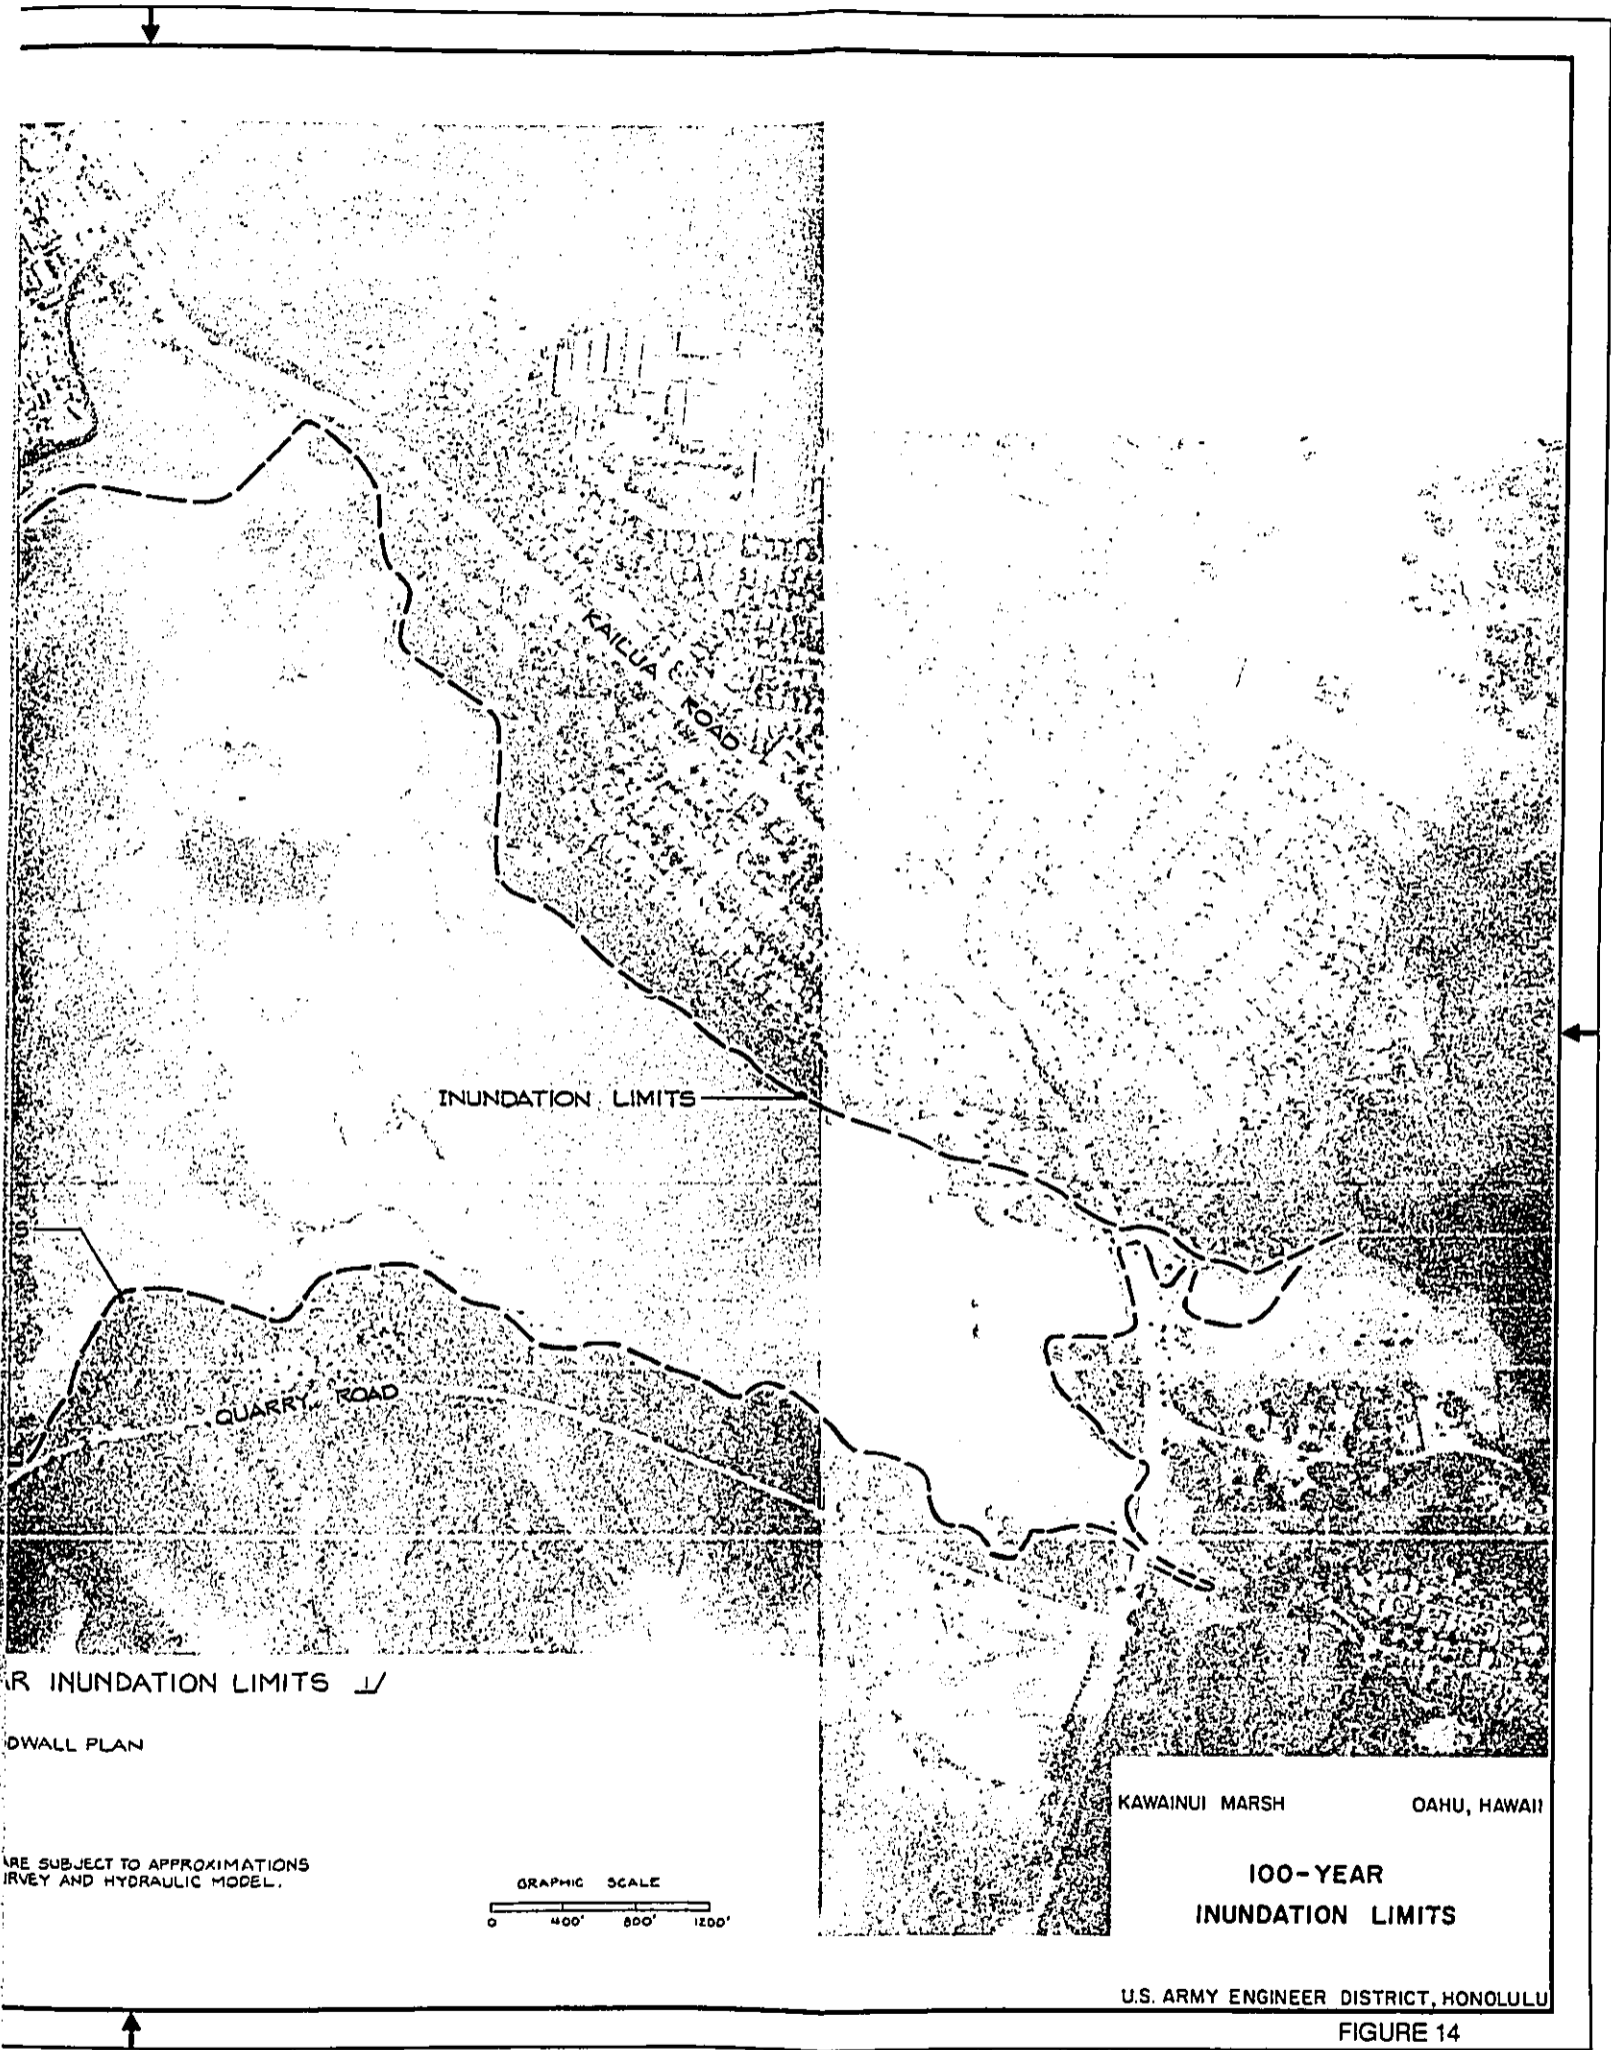 KAILUA ROAD
INUNDATION LIMITS
S
QUARRY ROAD
R INUNDATION LIMITS 1/
DWALL PLAN
ARE SUBJECT TO APPROXIMATIONS
RVEY AND HYDRAULIC MODEL.
GRAPHIC SCALE
0 400' 800' 1200'
KAWAINUI MARSH OAHU, HAWAII
100-YEAR
INUNDATION LIMITS
U.S. ARMY ENGINEER DISTRICT, HONOLULU
FIGURE 14